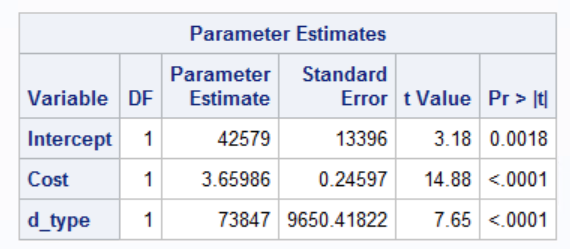 Parameter Estimates
Variable DF Parameter Estimate Standard Error t Value Pr > |t|
Intercept 1 42579 13396 3.18 0.0018
Cost 1 3.65986 0.24597 14.88 <.0001
d_type 1 73847 9650.41822 7.65 <.0001